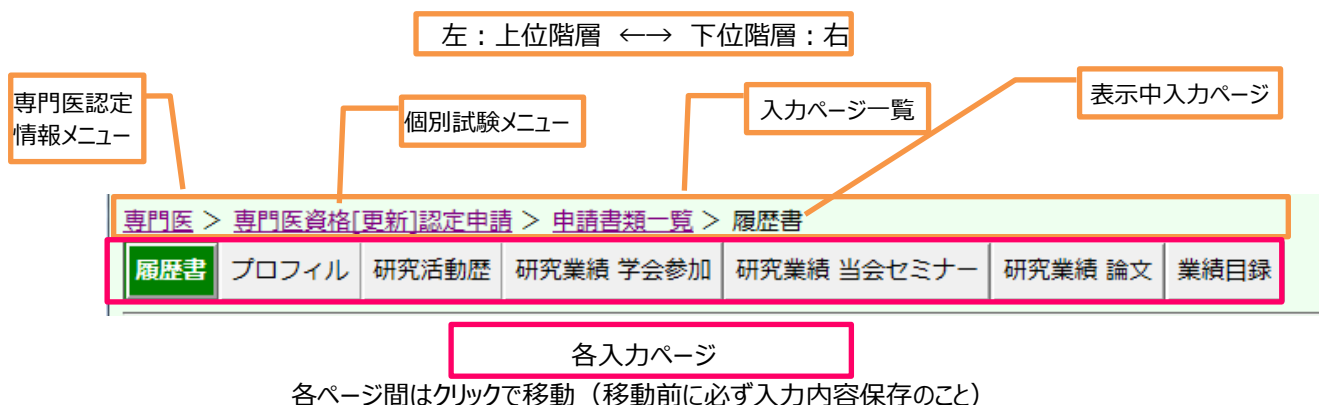 左：上位階層 ←→ 下位階層：右
専門医認定
情報メニュー
個別試験メニュー
入力ページ一覧
表示中入力ページ
専門医 > 専門医資格[更新]認定申請 > 申請書類一覧 > 履歴書
履歴書 プロフィル 研究活動歴 研究業績 学会参加 研究業績 当会セミナー 研究業績 論文 業績目録
各入力ページ
各ページ間はクリックで移動（移動前に必ず入力内容保存のこと）